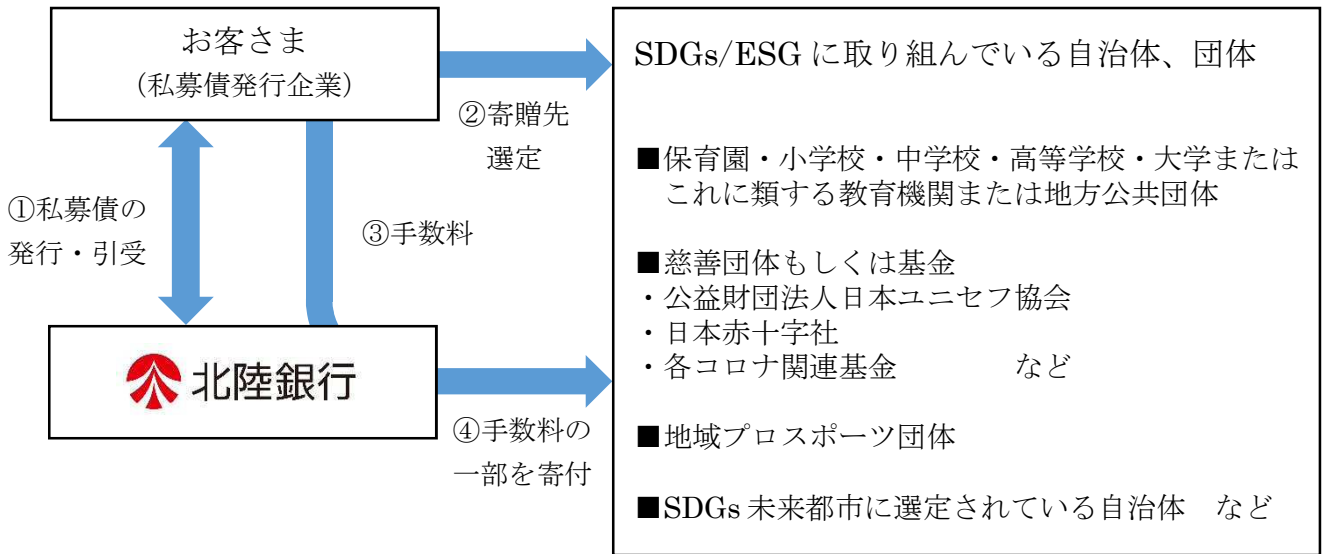 お客さま
（私募債発行企業）
②寄贈先
選定
①私募債の
発行・引受
③手数料
北陸銀行
④手数料の
一部を寄付
SDGs/ESG に取り組んでいる自治体、団体
■保育園・小学校・中学校・高等学校・大学または
これに類する教育機関または地方公共団体
■慈善団体もしくは基金
・公益財団法人日本ユニセフ協会
・日本赤十字社
・各コロナ関連基金　　　　など
■地域プロスポーツ団体
■SDGs 未来都市に選定されている自治体　など